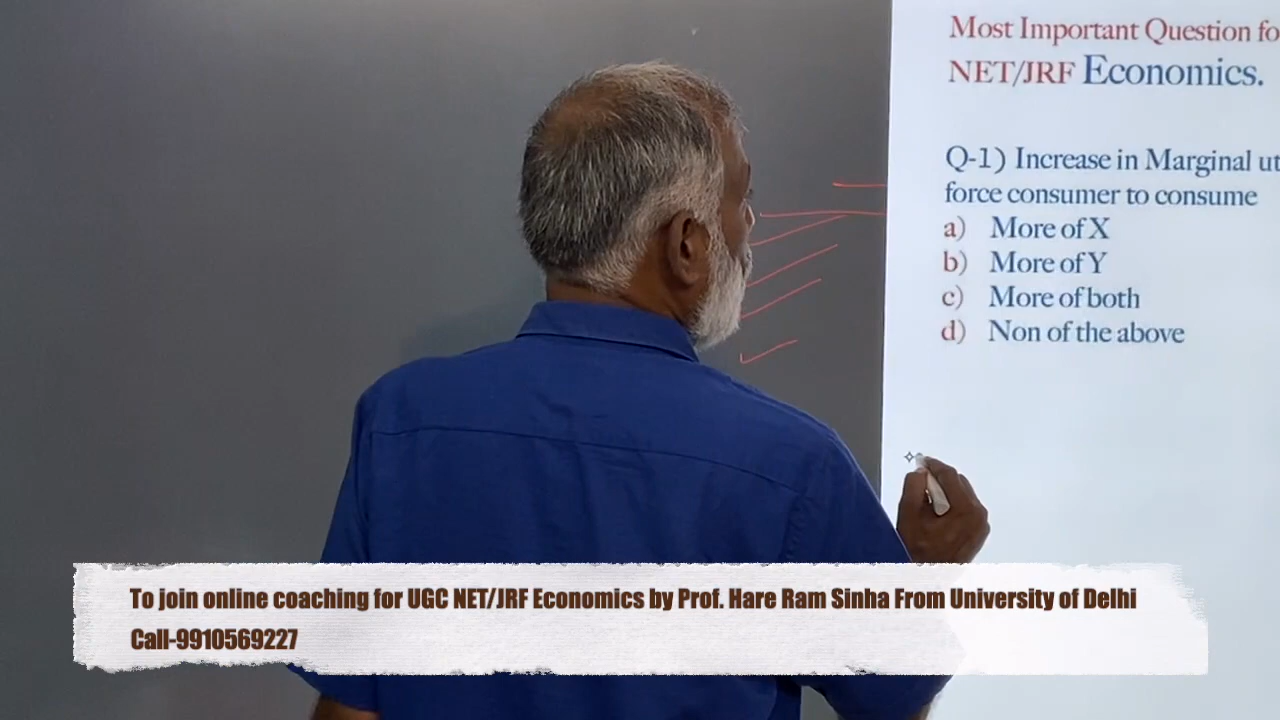 Most Important Question fo
NET/JRF Economics.
Q-1) Increase in Marginal ut
force consumer to consume
a) More of X
b) More of Y
c) More of both
d) Non of the above
To join online coaching for UGC NET/JRF Economics by Prof. Hare Ram Sinha From University of Delhi
Call-9910569227